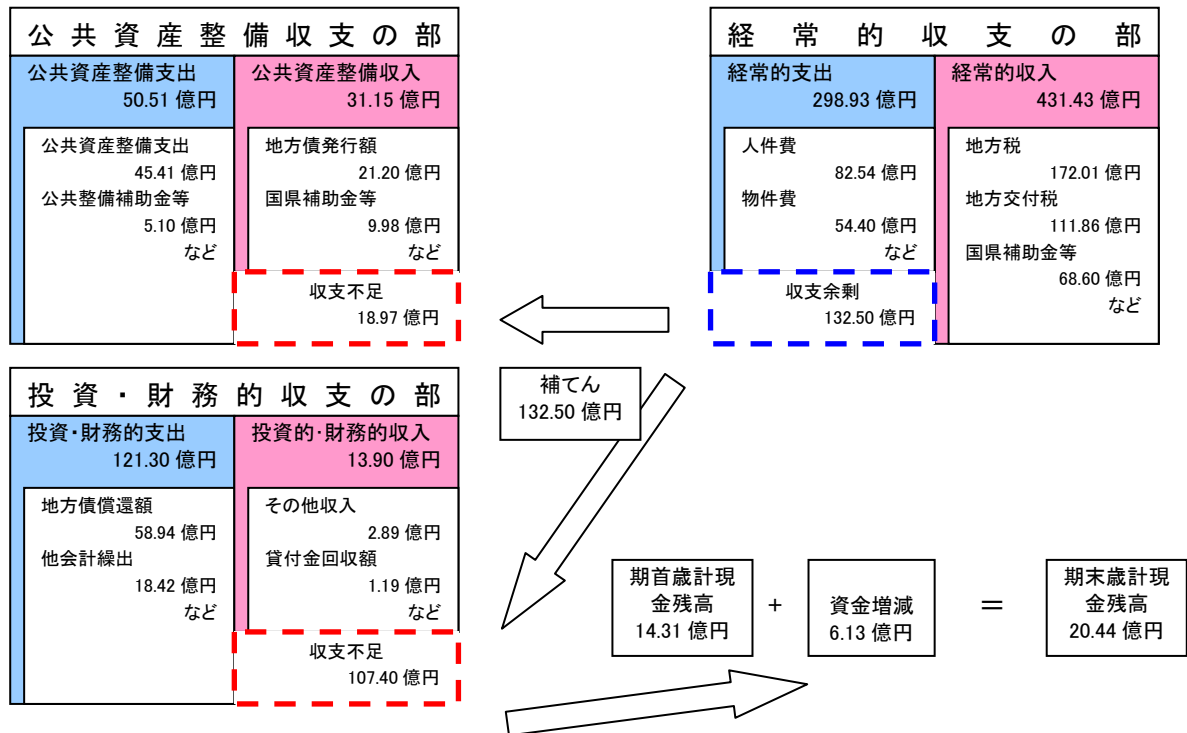 公共資産整備収支の部
公共資産整備支出
50.51 億円
公共資産整備収入
31.15 億円
公共資産整備支出
45.41 億円
公共整備補助金等
5.10 億円
など
地方債発行額
21.20 億円
国県補助金等
9.98 億円
など
収支不足
18.97 億円
経常的収支の部
経常的支出
298.93 億円
経常的収入
431.43 億円
人件費
82.54 億円
物件費
54.40 億円
など
収支余剰
132.50 億円
地方税
172.01 億円
地方交付税
111.86 億円
国県補助金等
68.60 億円
など
投資・財務的収支の部
投資・財務的支出
121.30 億円
投資的・財務的収入
13.90 億円
地方債償還額
58.94 億円
他会計繰出
18.42 億円
など
その他収入
2.89 億円
貸付金回収額
1.19 億円
など
収支不足
107.40 億円
補てん
132.50 億円
期首歳計現
金残高
14.31 億円
+
資金増減
6.13 億円
＝
期末歳計現
金残高
20.44 億円